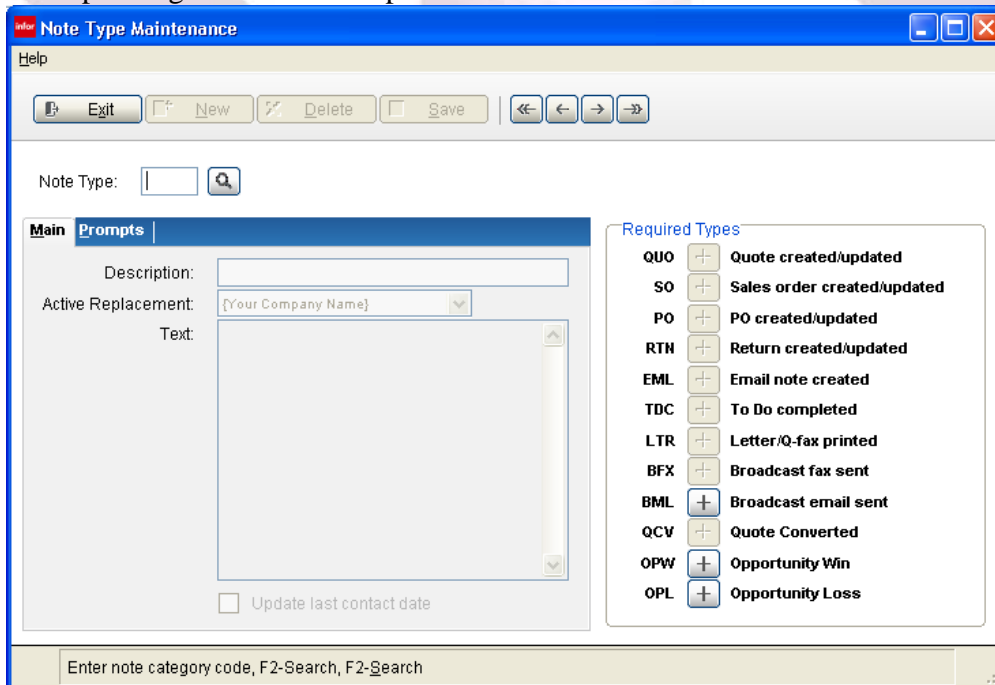 infor Note Type Maintenance
Help
Exit New Delete Save
Note Type:
Main Prompts
Description:
Active Replacement: {Your Company Name}
Text:
Update last contact date
Required Types
QUO Quote created/updated
SO Sales order created/updated
PO PO created/updated
RTN Return created/updated
EML Email note created
TDC To Do completed
LTR Letter/Q-fax printed
BFX Broadcast fax sent
BML Broadcast email sent
QCV Quote Converted
OPW Opportunity Win
OPL Opportunity Loss
Enter note category code, F2-Search, F2-Search